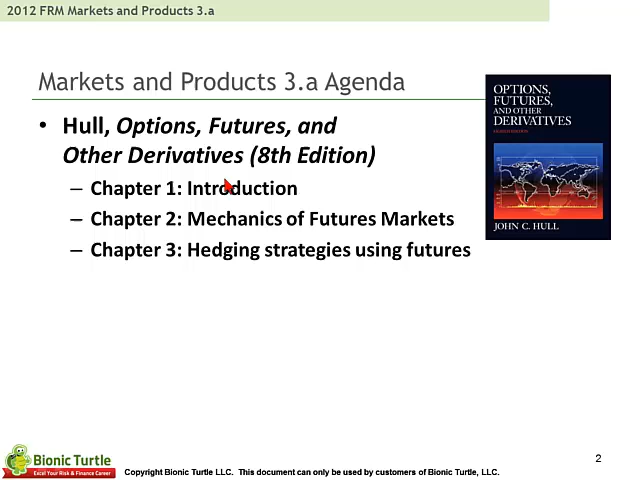 2012 FRM Markets and Products 3.a
Markets and Products 3.a Agenda
• Hull, Options, Futures, and
Other Derivatives (8th Edition)
– Chapter 1: Introduction
– Chapter 2: Mechanics of Futures Markets
– Chapter 3: Hedging strategies using futures
OPTIONS,
FUTURES,
AND OTHER
DERIVATIVES
EIGHTH EDITION
JOHN C. HULL
Bionic Turtle
Excel Your Risk & Finance Career
Copyright Bionic Turtle LLC. This document can only be used by customers of Bionic Turtle, LLC.
2